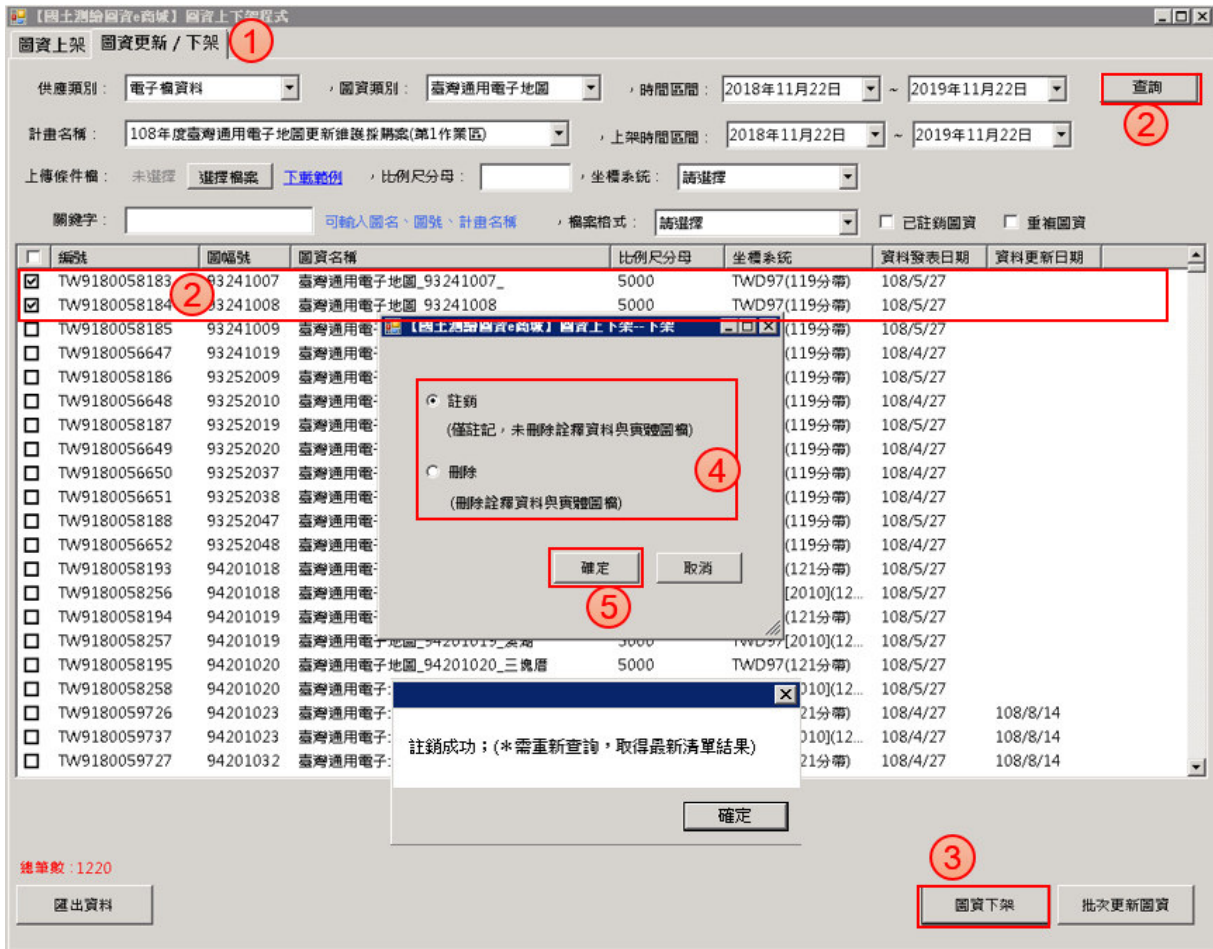 【國土測繪圖資e商城】圖資上下架程式
圖資上架 圖資更新 / 下架 1
供應類別： 電子檔資料 ，圖資類別： 臺灣通用電子地圖 ，時間區間： 2018年11月22日 ~ 2019年11月22日 查詢
2
計畫名稱： 108年度臺灣通用電子地圖更新維護採購案(第1作業區) ，上架時間區間： 2018年11月22日 ~ 2019年11月22日
上傳條件檔： 未選擇 選擇檔案 下載範例 ，比例尺分母： ，坐標系統： 請選擇
關鍵字： 可輸入圖名、圖號、計畫名稱 ，檔案格式： 請選擇 已註銷圖資 重複圖資
編號 圖幅號 圖資名稱 比例尺分母 坐標系統 資料發表日期 資料更新日期
TW9180058183 93241007 臺灣通用電子地圖_93241007_ 5000 TWD97(119分帶) 108/5/27
2
TW9180058184 93241008 臺灣通用電子地圖_93241008 5000 TWD97(119分帶) 108/5/27
TW9180058185 93241009 臺灣通用電 (119分帶) 108/5/27
TW9180056647 93241019 臺灣通用電 (119分帶) 108/4/27
TW9180058186 93252009 臺灣通用電 (119分帶) 108/5/27
TW9180056648 93252010 臺灣通用電 (119分帶) 108/4/27
TW9180058187 93252019 臺灣通用電 (119分帶) 108/5/27
TW9180056649 93252020 臺灣通用電 (119分帶) 108/4/27
TW9180056650 93252037 臺灣通用電 (119分帶) 108/4/27
TW9180056651 93252038 臺灣通用電 (119分帶) 108/4/27
TW9180058188 93252047 臺灣通用電 (119分帶) 108/5/27
TW9180056652 93252048 臺灣通用電 (119分帶) 108/4/27
TW9180058193 94201018 臺灣通用電 (121分帶) 108/5/27
TW9180058256 94201018 臺灣通用電 [2010](12... 108/5/27
TW9180058194 94201019 臺灣通用電 (121分帶) 108/5/27
TW9180058257 94201019 臺灣通用電子地圖_94201019_ 5000 TWD97[2010](12... 108/5/27
TW9180058195 94201020 臺灣通用電子地圖_94201020_三塊厝 5000 TWD97(121分帶) 108/5/27
TW9180058258 94201020 臺灣通用電子 010](12... 108/5/27
TW9180059726 94201023 臺灣通用電子 21分帶) 108/4/27 108/8/14
TW9180059737 94201023 臺灣通用電子 010](12... 108/4/27 108/8/14
TW9180059727 94201032 臺灣通用電子 21分帶) 108/4/27 108/8/14
【國土測繪圖資e商城】圖資上下架--下架
註銷
(僅註記，未刪除詮釋資料與實體圖檔)
刪除
4
(刪除詮釋資料與實體圖檔)
確定 取消
5
註銷成功；(*需重新查詢，取得最新清單結果)
確定
總筆數：1220
3
匯出資料 圖資下架 批次更新圖資